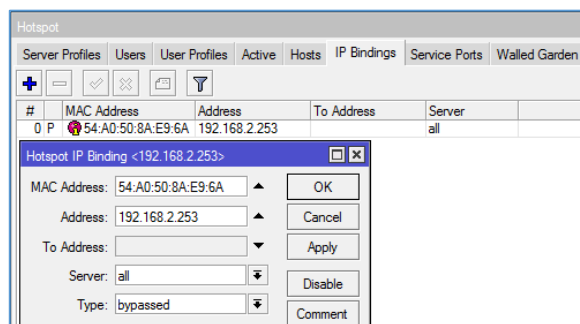 Hotspot
Server Profiles Users User Profiles Active Hosts IP Bindings Service Ports Walled Garden
# MAC Address Address To Address Server
0 P 54:A0:50:8A:E9:6A 192.168.2.253 all
Hotspot IP Binding <192.168.2.253>
MAC Address: 54:A0:50:8A:E9:6A OK
Address: 192.168.2.253 Cancel
To Address: Apply
Server: all Disable
Type: bypassed Comment